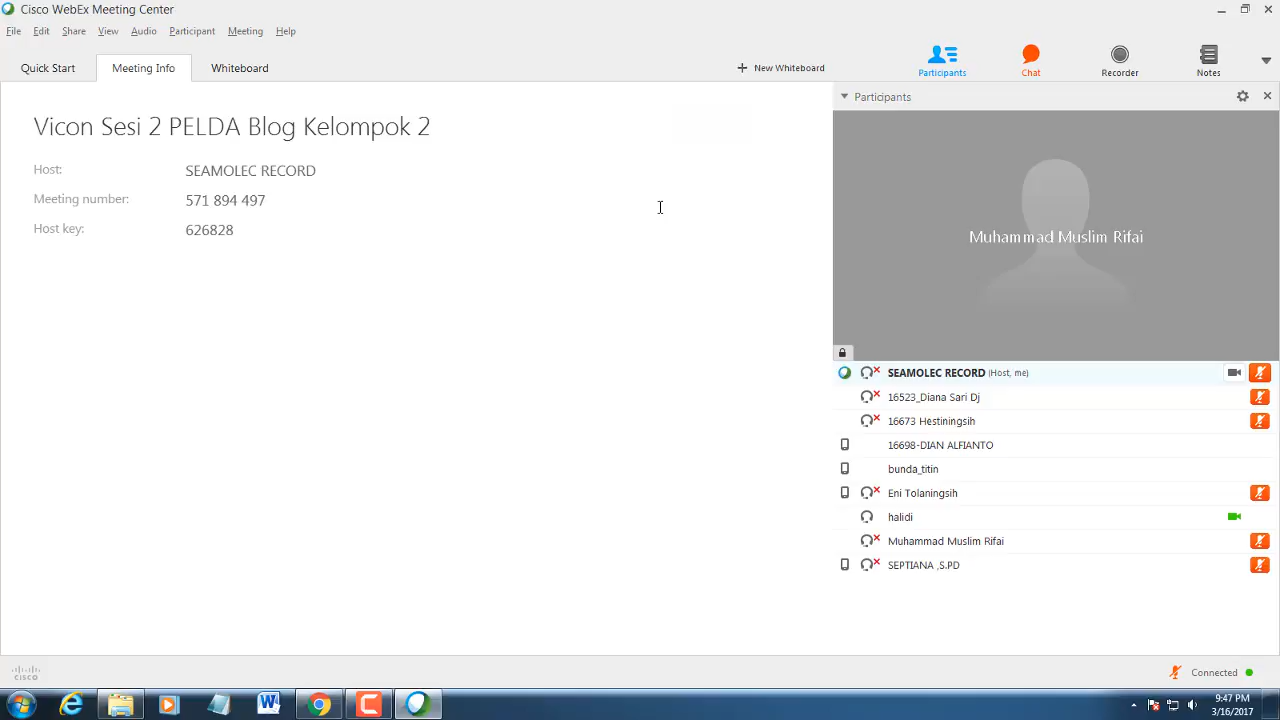 Cisco WebEx Meeting Center
File Edit Share View Audio Participant Meeting Help
Quick Start Meeting Info Whiteboard
New Whiteboard
Participants Chat Recorder Notes
Participants
Vicon Sesi 2 PELDA Blog Kelompok 2
Host: SEAMOLEC RECORD
Meeting number: 571 894 497
Host key: 626828
Muhammad Muslim Rifai
SEAMOLEC RECORD (Host, me)
16523_Diana Sari Dj
16673 Hestiningsih
16698-DIAN ALFIANTO
bunda_titin
Eni Tolaningsih
halidi
Muhammad Muslim Rifai
SEPTIANA ,S.PD
cisco
Connected
9:47 PM
3/16/2017